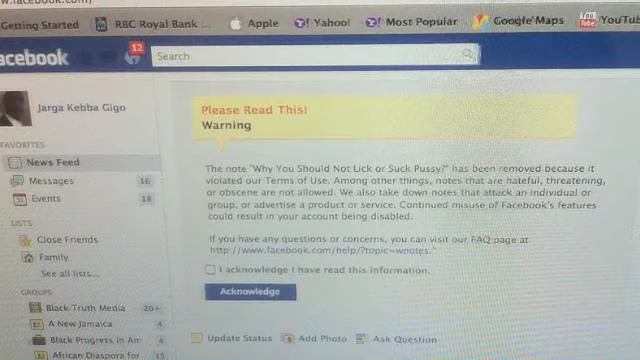 w.facebook.com/
Getting Started RBC Royal Bank ... Apple Yahoo! Most Popular Google Maps YouTub
acebook 12 Search
Jarga Kebba Gigo
Please Read This!
Warning
FAVORITES
News Feed
Messages 16
Events 18
LISTS
Close Friends
Family
See all lists...
GROUPS
Black Truth Media 20+
A New Jamaica 4
Black Progress in Am 4
African Diaspora for 13
The note "Why You Should Not Lick or Suck Pussy?" has been removed because it
violated our Terms of Use. Among other things, notes that are hateful, threatening,
or obscene are not allowed. We also take down notes that attack an individual or
group, or advertise a product or service. Continued misuse of Facebook's features
could result in your account being disabled.
If you have any questions or concerns, you can visit our FAQ page at
http://www.facebook.com/help/?topic=wnotes."
I acknowledge I have read this information.
Acknowledge
Update Status Add Photo Ask Question